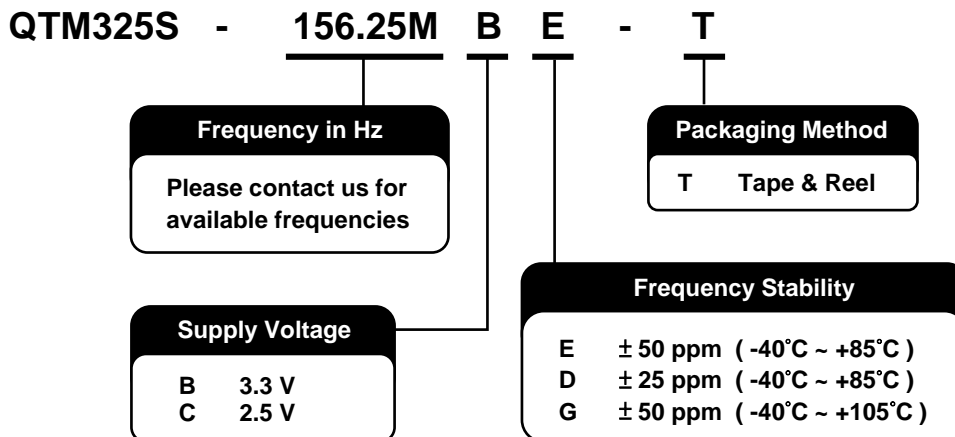 QTM325S - 156.25M B E - T
Frequency in Hz
Please contact us for
available frequencies
Packaging Method
T Tape & Reel
Supply Voltage
B 3.3 V
C 2.5 V
Frequency Stability
E ± 50 ppm ( -40°C ~ +85°C )
D ± 25 ppm ( -40°C ~ +85°C )
G ± 50 ppm ( -40°C ~ +105°C )